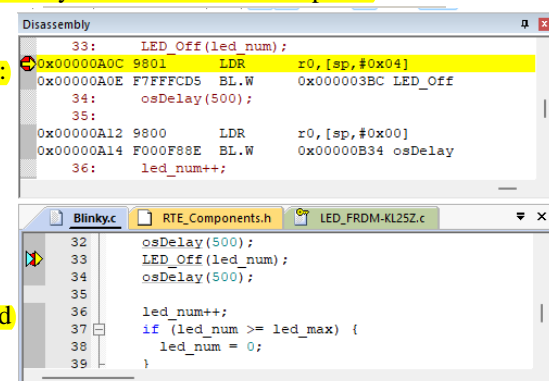 Disassembly
33: LED_Off(led_num);
0x00000A0C 9801 LDR r0,[sp,#0x04]
0x00000A0E F7FFFCD5 BL.W 0x000003BC LED_Off
34: osDelay(500);
35:
0x00000A12 9800 LDR r0,[sp,#0x00]
0x00000A14 F000F88E BL.W 0x00000B34 osDelay
36: led_num++;
Blinky.c RTE_Components.h LED_FRDM-KL25Z.c
32 osDelay(500);
33 LED_Off(led_num);
34 osDelay(500);
35
36 led_num++;
37 if (led_num >= led_max) {
38 led_num = 0;
39 }